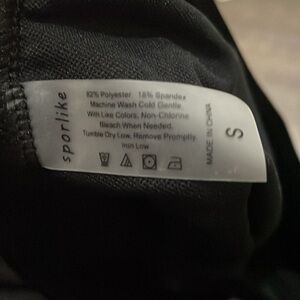 sporlike
82% Polyester 18% Spandex
Machine Wash Cold Gentle
With Like Colors, Non-Chlorine
Bleach When Needed.
Tumble Dry Low, Remove Promptly
Iron Low
MADE IN CHINA
S